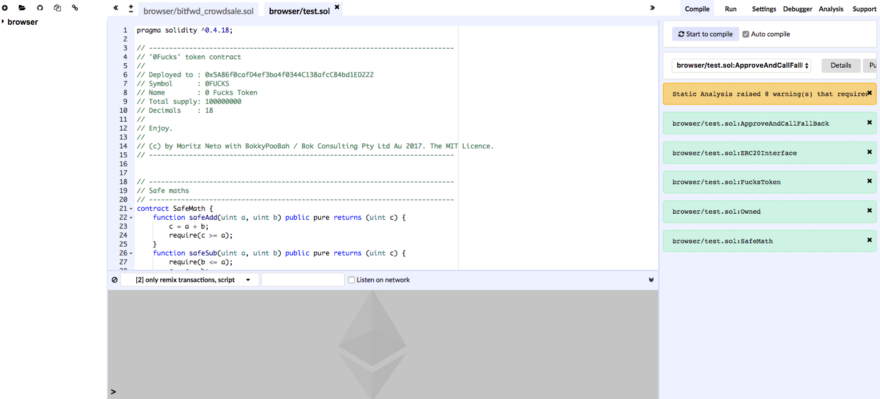 browser
browser/bitfwd_crowdsale.sol
browser/test.sol
Compile Run Settings Debugger Analysis Support
1 pragma solidity ^0.4.18;
2
3 // ----------------------------------------------------------------------------
4 // '0Fucks' token contract
5 //
6 // Deployed to : 0x5A86f0cafD4ef3ba4f0344C138afcC84bd1ED222
7 // Symbol : 0FUCKS
8 // Name : 0 Fucks Token
9 // Total supply: 100000000
10 // Decimals : 18
11 //
12 // Enjoy.
13 //
14 // (c) by Moritz Neto with BokkyPooBah / Bok Consulting Pty Ltd Au 2017. The MIT Licence.
15 // ----------------------------------------------------------------------------
16
17
18 // ----------------------------------------------------------------------------
19 // Safe maths
20 // ----------------------------------------------------------------------------
21 contract SafeMath {
22 function safeAdd(uint a, uint b) public pure returns (uint c) {
23 c = a + b;
24 require(c >= a);
25 }
26 function safeSub(uint a, uint b) public pure returns (uint c) {
27 require(b <= a);
[2] only remix transactions, script
Listen on network
>
Start to compile
Auto compile
browser/test.sol:ApproveAndCallFall
Details
Pu
Static Analysis raised 8 warning(s) that require
browser/test.sol:ApproveAndCallFallBack
browser/test.sol:ERC20Interface
browser/test.sol:FucksToken
browser/test.sol:Owned
browser/test.sol:SafeMath